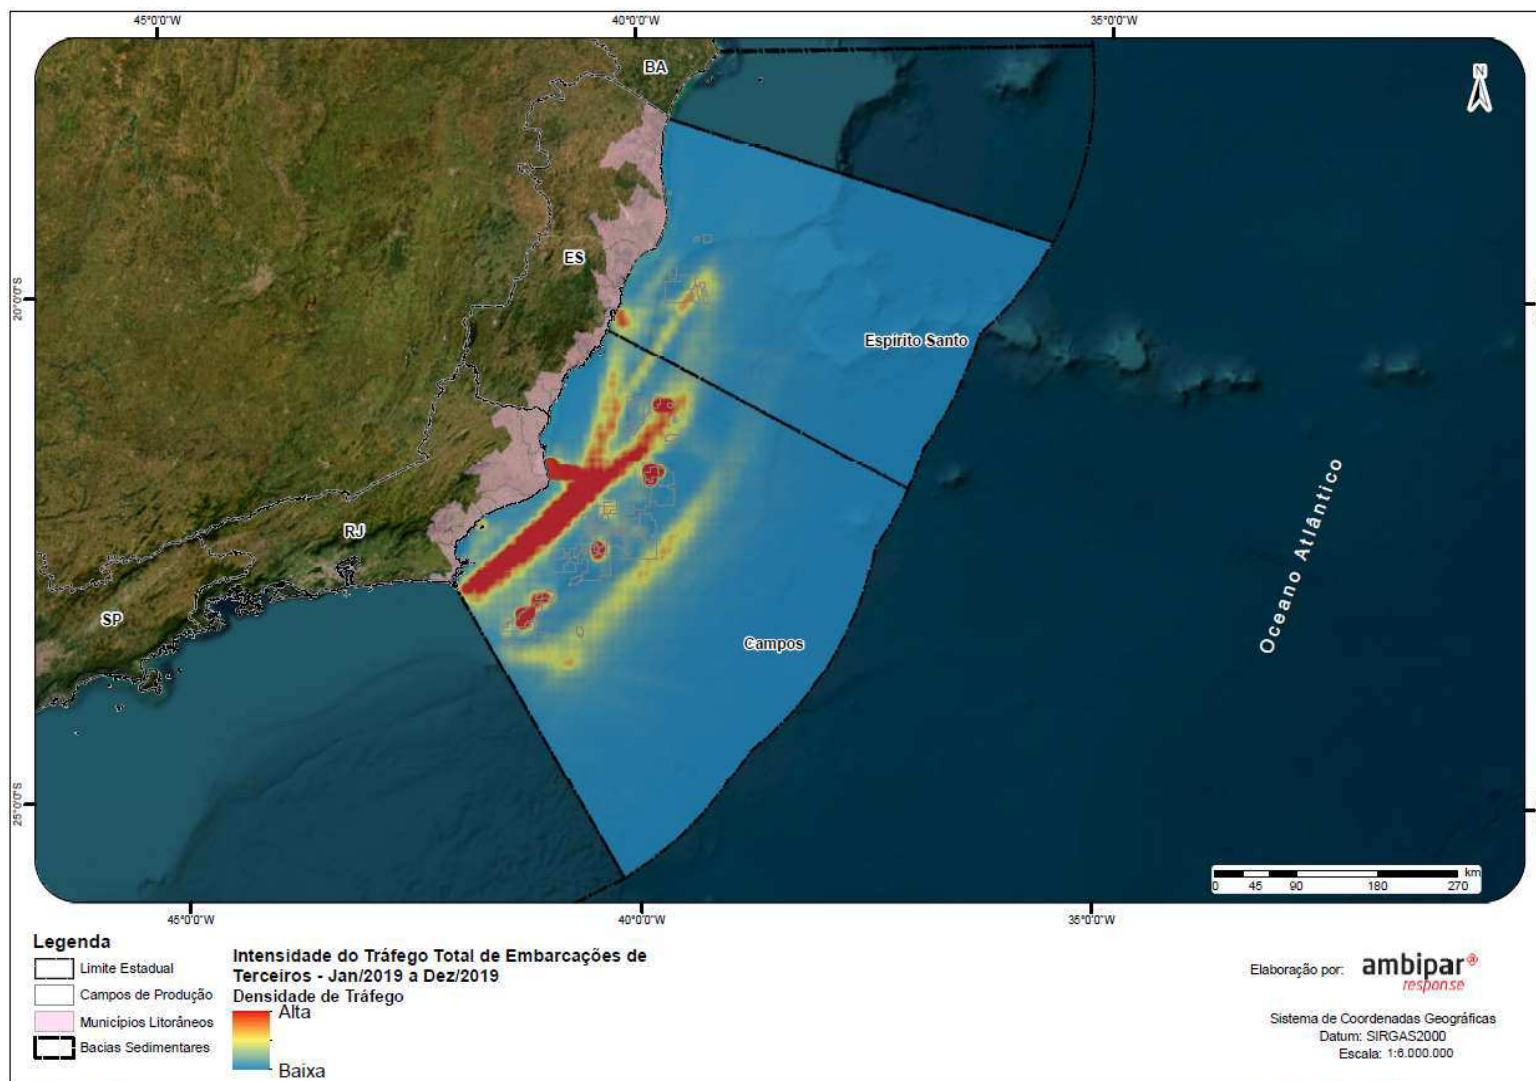 45°0'0"W
40°0'0"W
35°0'0"W
BA
N
ES
20°0'0"S
Espírito Santo
RJ
SP
Campos
Oceano Atlântico
25°0'0"S
km
0 45 90 180 270
45°0'0"W
40°0'0"W
35°0'0"W
Legenda
Limite Estadual
Campos de Produção
Municípios Litorâneos
Bacias Sedimentares
Intensidade do Tráfego Total de Embarcações de
Terceiros - Jan/2019 a Dez/2019
Densidade de Tráfego
Alta
Baixa
Elaboração por:
ambipar®
response
Sistema de Coordenadas Geográficas
Datum: SIRGAS2000
Escala: 1:6.000.000